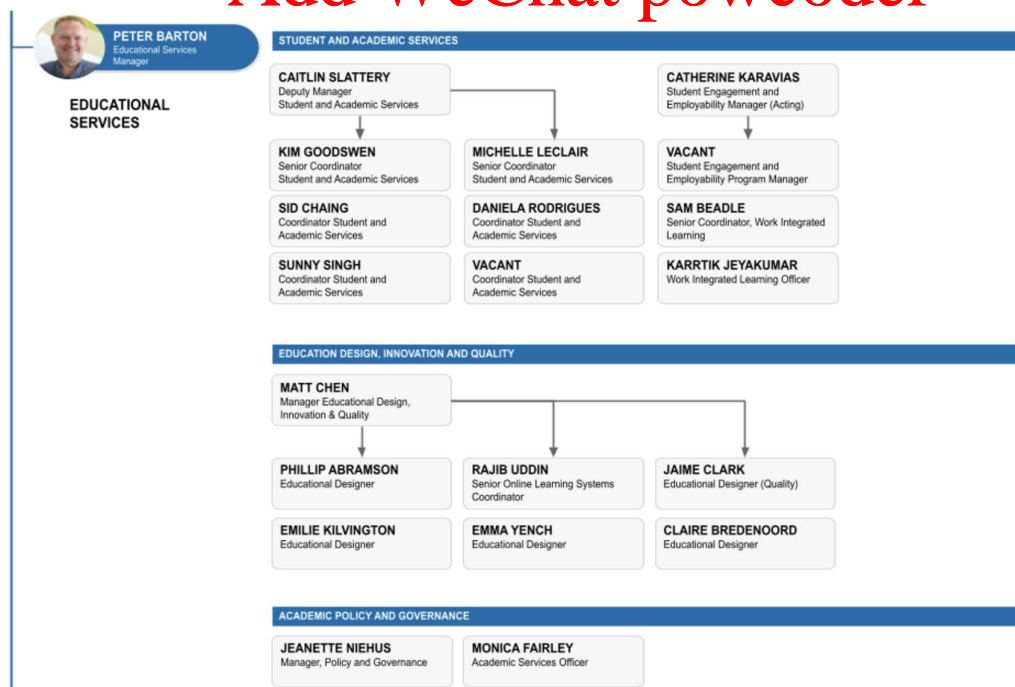 Add WeChat powcoder
PETER BARTON
Educational Services
Manager
EDUCATIONAL
SERVICES
STUDENT AND ACADEMIC SERVICES
CAITLIN SLATTERY
Deputy Manager
Student and Academic Services
CATHERINE KARAVIAS
Student Engagement and
Employability Manager (Acting)
KIM GOODSWEN
Senior Coordinator
Student and Academic Services
MICHELLE LECLAIR
Senior Coordinator
Student and Academic Services
VACANT
Student Engagement and
Employability Program Manager
SID CHAING
Coordinator Student and
Academic Services
DANIELA RODRIGUES
Coordinator Student and
Academic Services
SAM BEADLE
Senior Coordinator, Work Integrated
Learning
SUNNY SINGH
Coordinator Student and
Academic Services
VACANT
Coordinator Student and
Academic Services
KARRTIK JEYAKUMAR
Work Integrated Learning Officer
EDUCATION DESIGN, INNOVATION AND QUALITY
MATT CHEN
Manager Educational Design,
Innovation & Quality
PHILLIP ABRAMSON
Educational Designer
RAJIB UDDIN
Senior Online Learning Systems
Coordinator
JAIME CLARK
Educational Designer (Quality)
EMILIE KILVINGTON
Educational Designer
EMMA YENCH
Educational Designer
CLAIRE BREDENOORD
Educational Designer
ACADEMIC POLICY AND GOVERNANCE
JEANETTE NIEHUS
Manager, Policy and Governance
MONICA FAIRLEY
Academic Services Officer